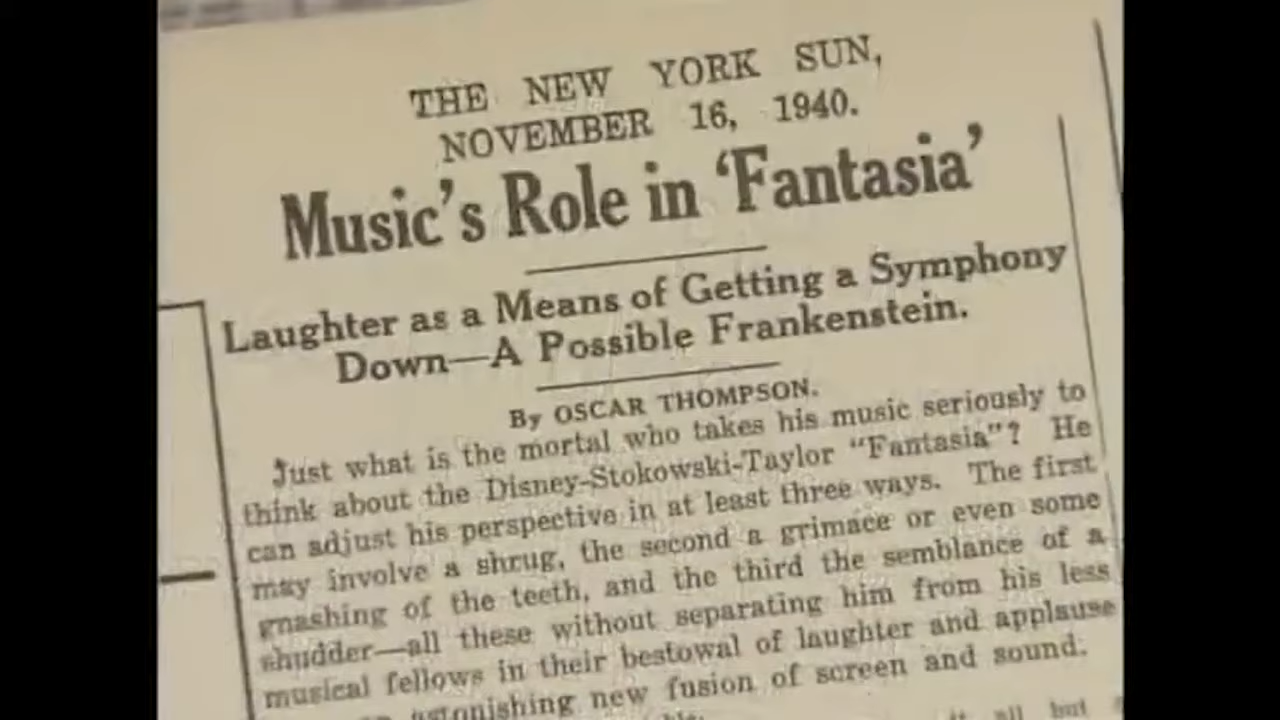 THE NEW YORK SUN,
NOVEMBER 16, 1940.
Music's Role in 'Fantasia'
Laughter as a Means of Getting a Symphony
Down—A Possible Frankenstein.
By OSCAR THOMPSON.
Just what is the mortal who takes his music seriously to
think about the Disney-Stokowski-Taylor "Fantasia"? He
can adjust his perspective in at least three ways. The first
may involve a shrug, the second a grimace or even some
gnashing of the teeth, and the third the semblance of a
shudder—all these without separating him from his less
musical fellows in their bestowal of laughter and applause
astonishing new fusion of screen and sound.
it all but